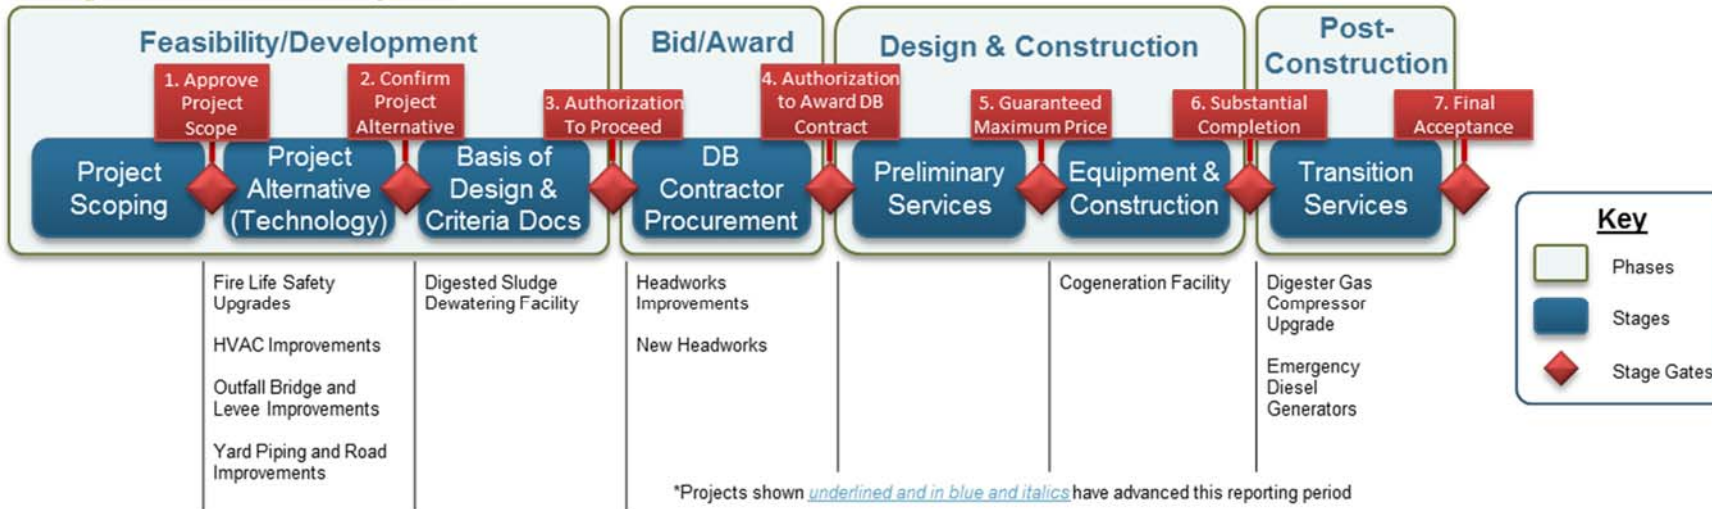 Feasibility/Development
Bid/Award
Design & Construction
Post-
Construction
1. Approve
Project
Scope
2. Confirm
Project
Alternative
3. Authorization
To Proceed
4. Authorization
to Award DB
Contract
5. Guaranteed
Maximum Price
6. Substantial
Completion
7. Final
Acceptance
Project
Scoping
Project
Alternative
(Technology)
Basis of
Design &
Criteria Docs
DB
Contractor
Procurement
Preliminary
Services
Equipment &
Construction
Transition
Services
Fire Life Safety
Upgrades
HVAC Improvements
Outfall Bridge and
Levee Improvements
Yard Piping and Road
Improvements
Digested Sludge
Dewatering Facility
Headworks
Improvements
New Headworks
Cogeneration Facility
Digester Gas
Compressor
Upgrade
Emergency
Diesel
Generators
Key
Phases
Stages
Stage Gates
*Projects shown underlined and in blue and italics have advanced this reporting period